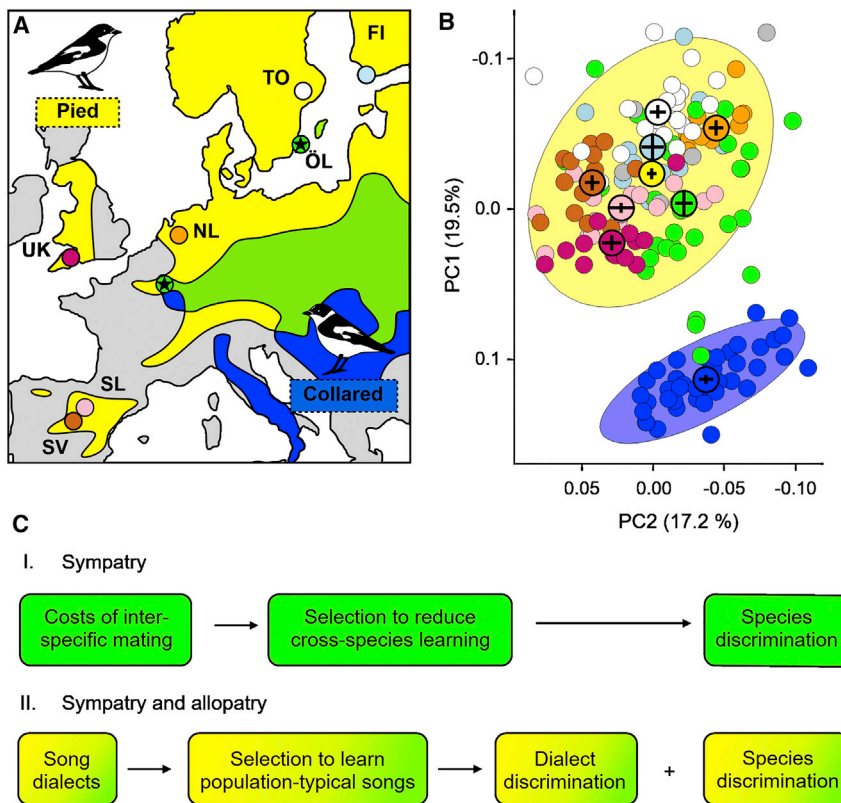 A
Pied
FI
TO
ÖL
NL
UK
SL
SV
Collared
B
-0.1
0.0
0.1
PC1 (19.5%)
0.05
0.00
-0.05
-0.10
PC2 (17.2 %)
C
I. Sympatry
Costs of inter-
specific mating
Selection to reduce
cross-species learning
Species
discrimination
II. Sympatry and allopatry
Song
dialects
Selection to learn
population-typical songs
Dialect
discrimination
+
Species
discrimination